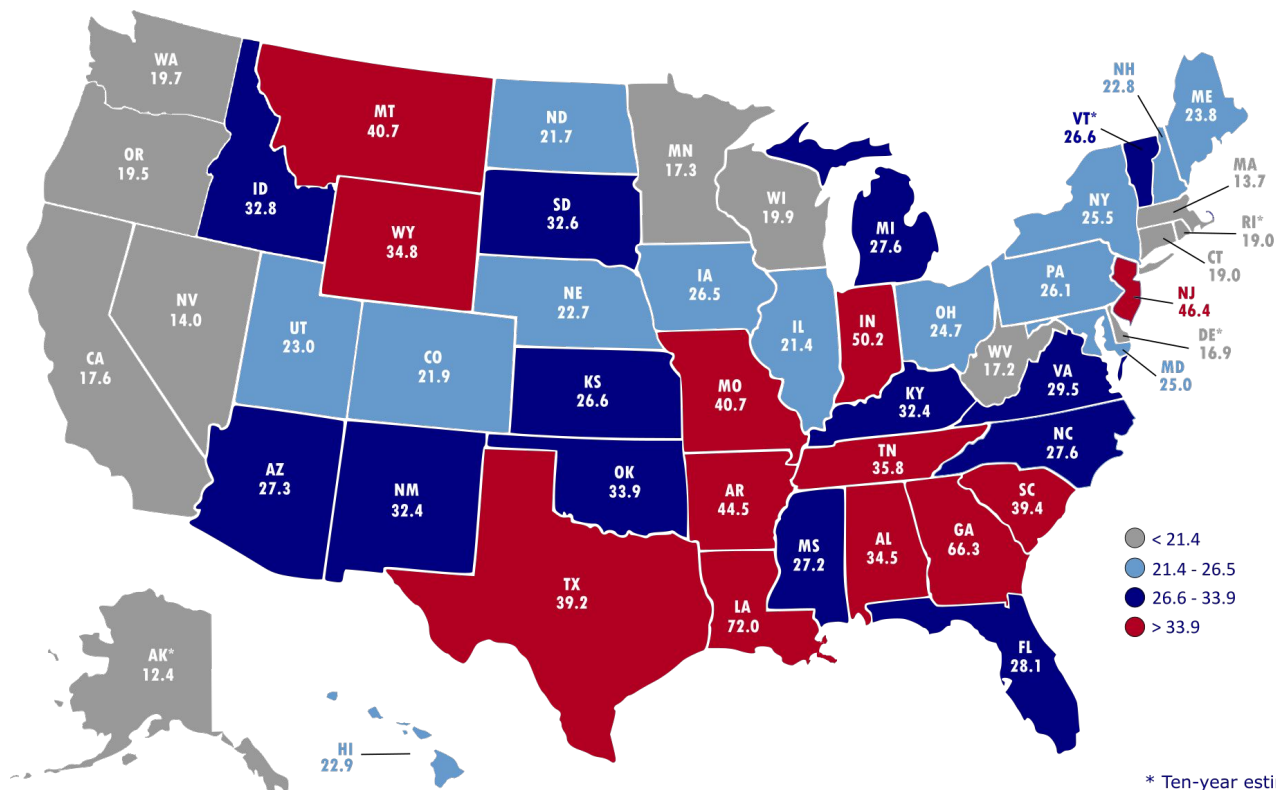 WA
19.7
MT
40.7
ND
21.7
MN
17.3
OR
19.5
ID
32.8
SD
32.6
WI
19.9
WY
34.8
MI
27.6
NH
22.8
ME
23.8
VT*
26.6
MA
13.7
NY
25.5
RI*
19.0
CT
19.0
NV
14.0
UT
23.0
CO
21.9
NE
22.7
IA
26.5
IL
21.4
IN
50.2
OH
24.7
PA
26.1
NJ
46.4
DE*
16.9
MD
25.0
WV
17.2
VA
29.5
CA
17.6
KS
26.6
MO
40.7
KY
32.4
NC
27.6
TN
35.8
AZ
27.3
NM
32.4
OK
33.9
AR
44.5
SC
39.4
MS
27.2
AL
34.5
GA
66.3
TX
39.2
LA
72.0
FL
28.1
AK*
12.4
HI
22.9
< 21.4
21.4 - 26.5
26.6 - 33.9
> 33.9
* Ten-year esti